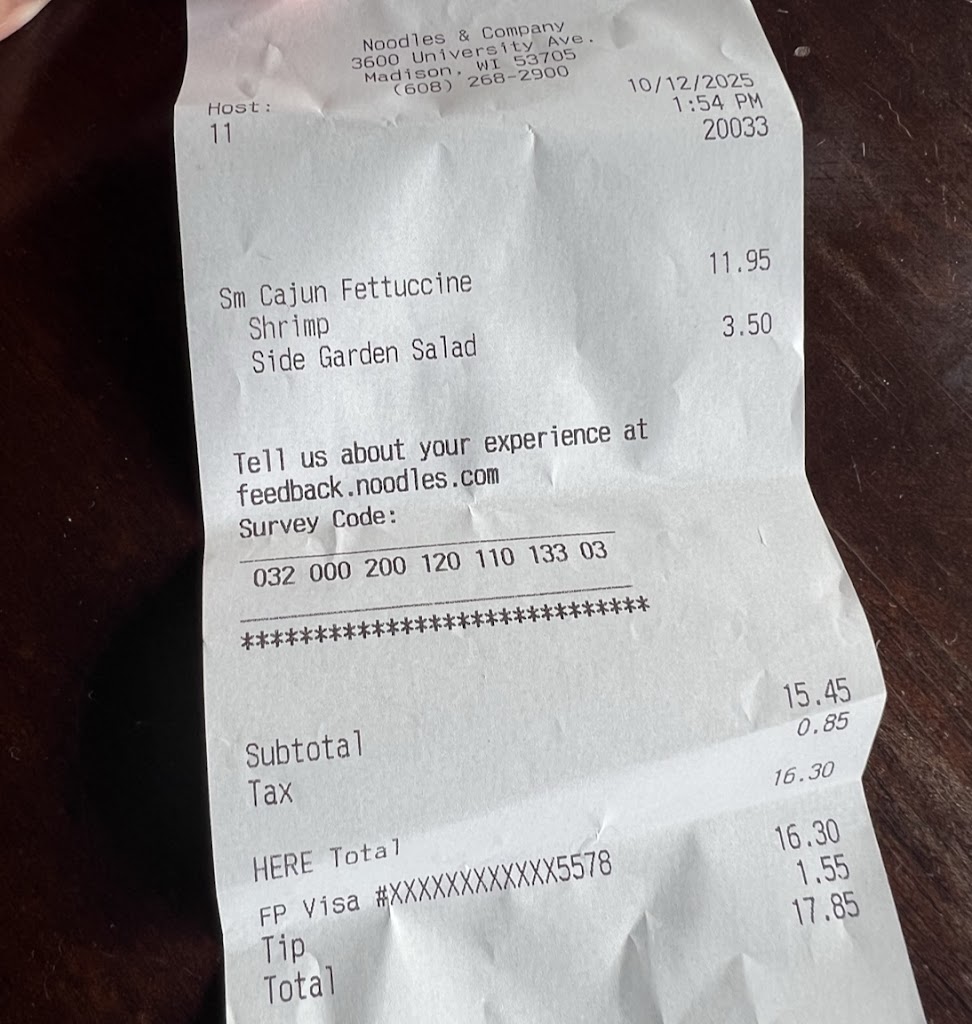 Noodles & Company
3600 University Ave.
Madison, WI 53705
(608) 268-2900
Host: 10/12/2025
11 1:54 PM
20033
Sm Cajun Fettuccine 11.95
Shrimp
Side Garden Salad 3.50
Tell us about your experience at
feedback.noodles.com
Survey Code:
032 000 200 120 110 133 03
******************************
Subtotal 15.45
Tax 0.85
HERE Total 16.30
FP Visa #XXXXXXXXXXXX5578 16.30
Tip 1.55
Total 17.85